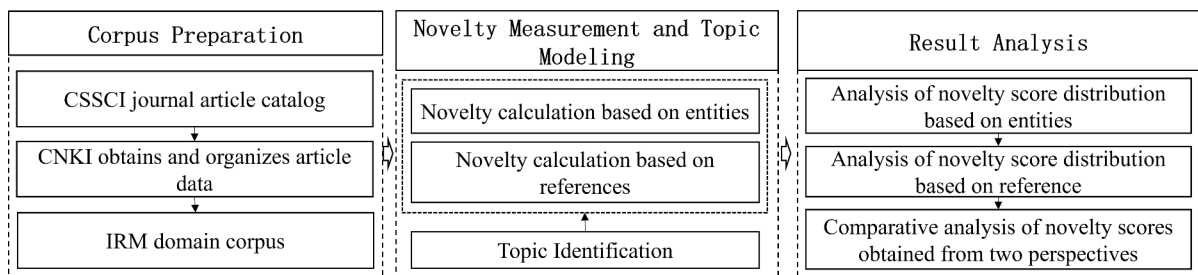 Corpus Preparation
CSSCI journal article catalog
CNKI obtains and organizes article
data
IRM domain corpus
Novelty Measurement and Topic
Modeling
Novelty calculation based on entities
Novelty calculation based on
references
Topic Identification
Result Analysis
Analysis of novelty score distribution
based on entities
Analysis of novelty score distribution
based on reference
Comparative analysis of novelty scores
obtained from two perspectives